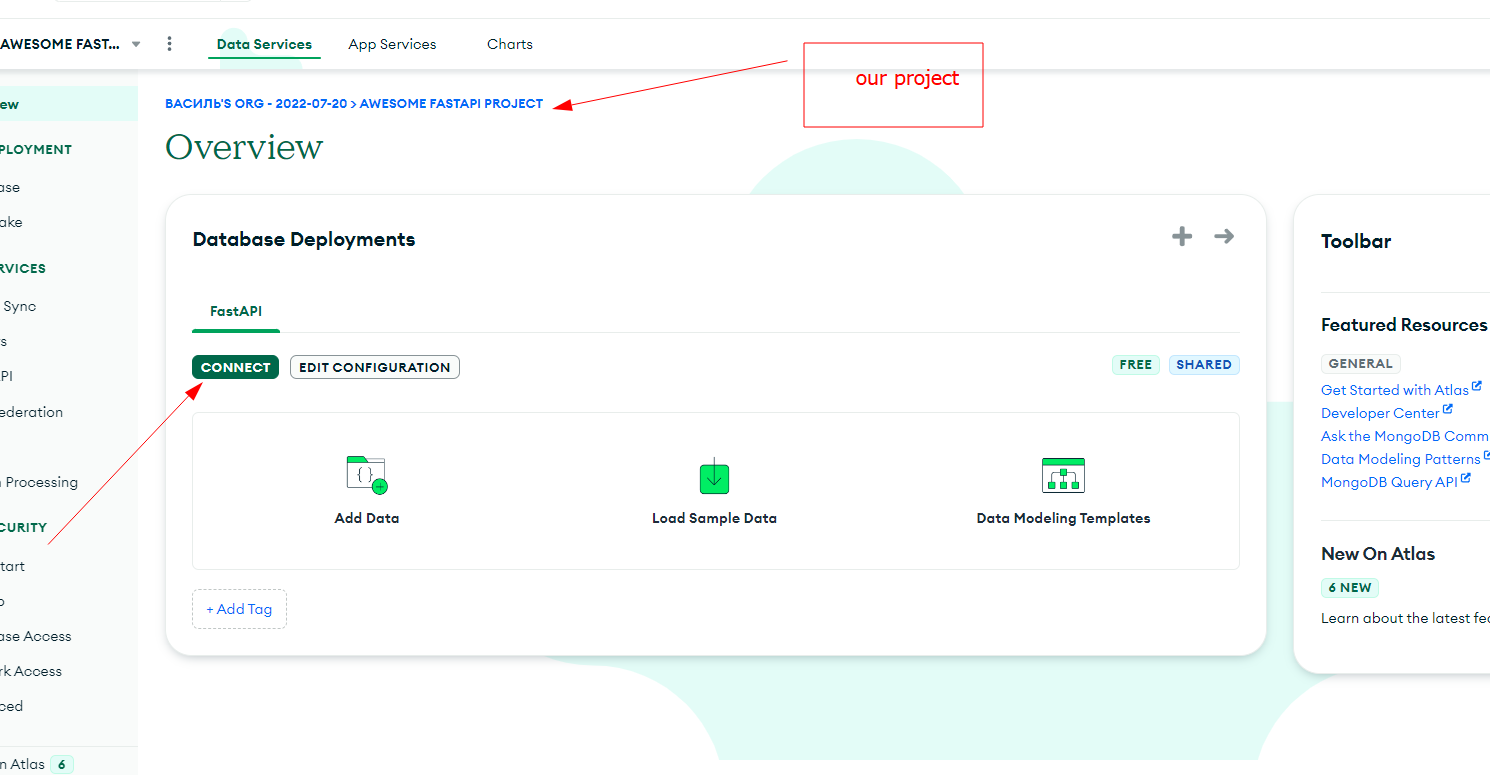 AWESOME FAST...
Data Services
App Services
Charts
our project
ew
ВАСИЛЬ'S ORG - 2022-07-20 > AWESOME FASTAPI PROJECT
Overview
PLOYMENT
ase
ake
RVICES
Sync
s
PI
ederation
n Processing
CURITY
tart
p
ase Access
rk Access
ced
n Atlas 6
Database Deployments
FastAPI
CONNECT
EDIT CONFIGURATION
FREE
SHARED
Add Data
Load Sample Data
Data Modeling Templates
+ Add Tag
Toolbar
Featured Resources
GENERAL
Get Started with Atlas
Developer Center
Ask the MongoDB Comm
Data Modeling Patterns
MongoDB Query API
New On Atlas
6 NEW
Learn about the latest fea